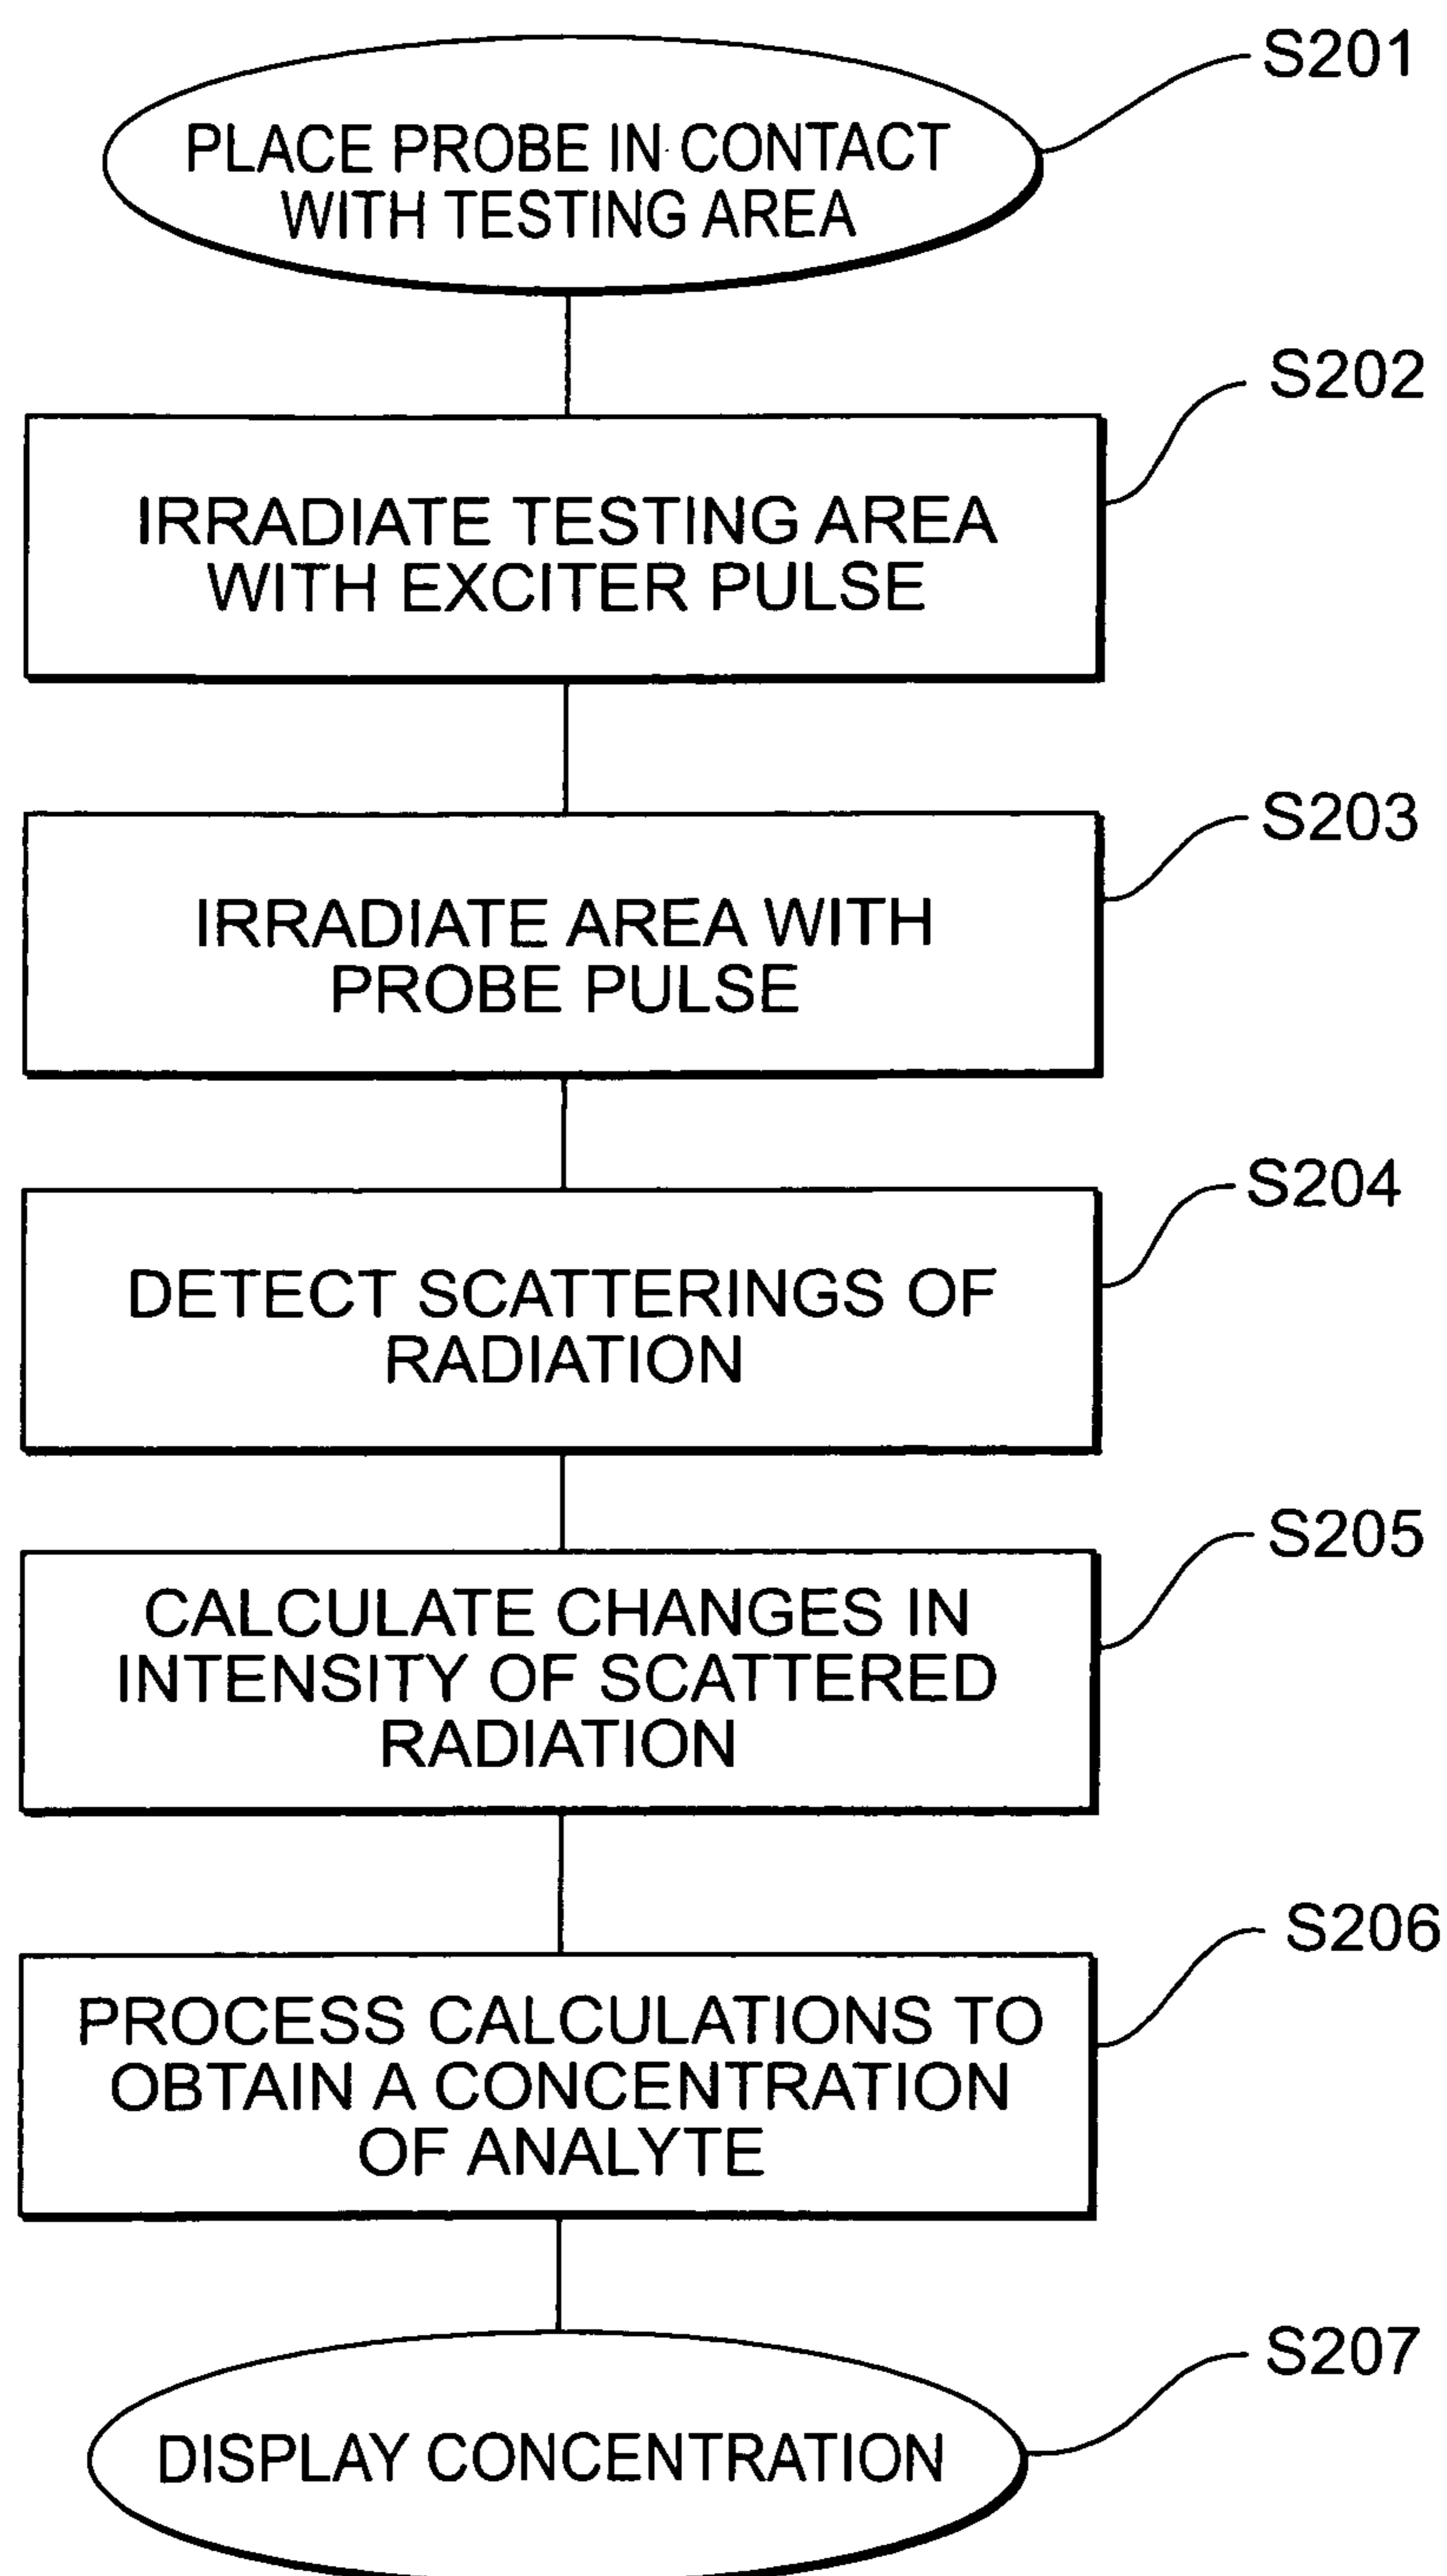 S201
PLACE PROBE IN CONTACT
WITH TESTING AREA
S202
IRRADIATE TESTING AREA
WITH EXCITER PULSE
S203
IRRADIATE AREA WITH
PROBE PULSE
S204
DETECT SCATTERINGS OF
RADIATION
S205
CALCULATE CHANGES IN
INTENSITY OF SCATTERED
RADIATION
S206
PROCESS CALCULATIONS TO
OBTAIN A CONCENTRATION
OF ANALYTE
S207
DISPLAY CONCENTRATION